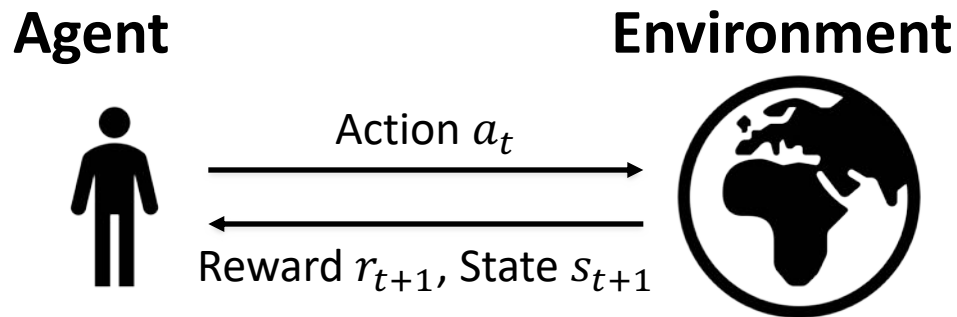 Agent
Environment
Action a_t
Reward r_{t+1}, State s_{t+1}